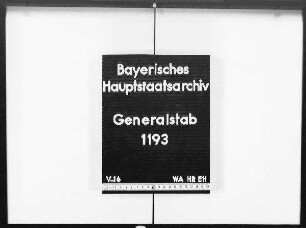 Bayerisches
Hauptstaatsarchiv
Generalstab
1193
V.16 WA HR EH